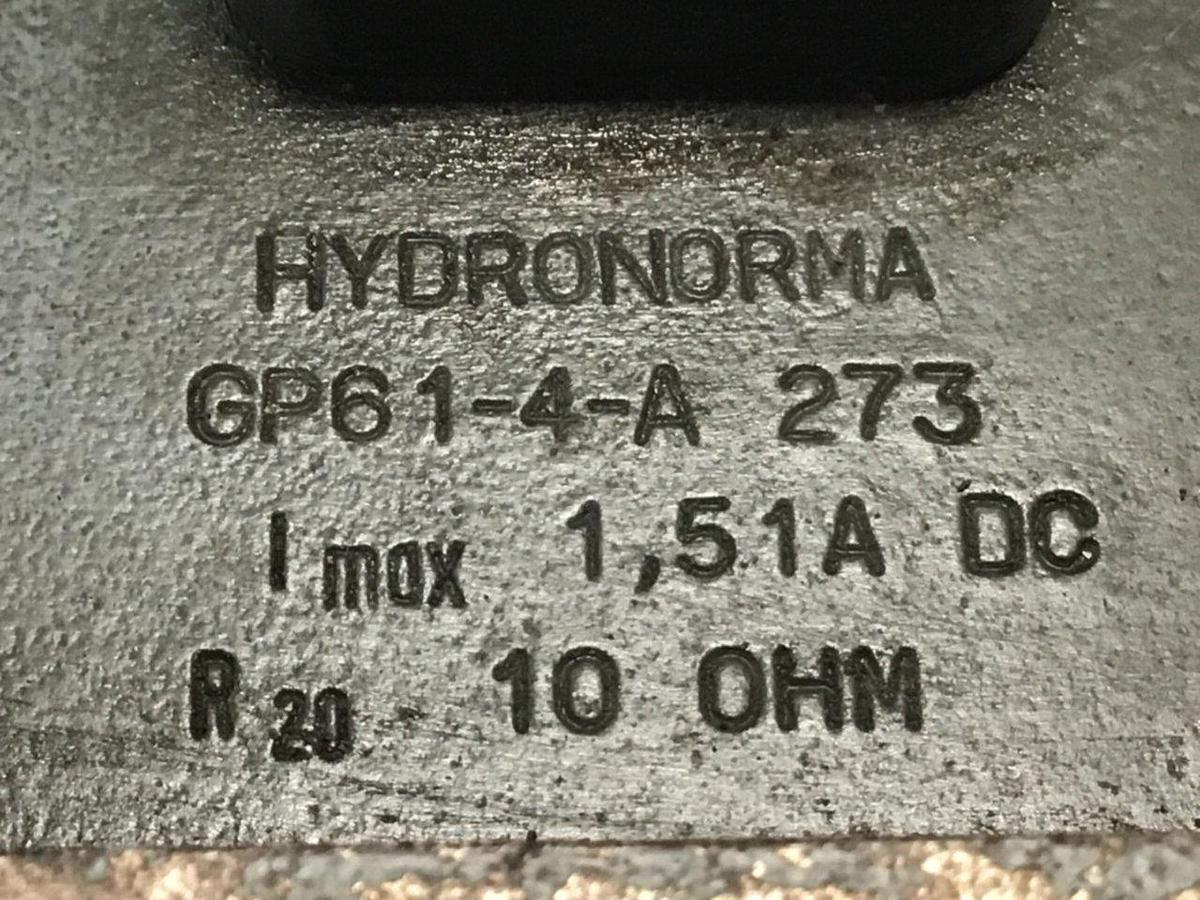 HYDRONORMA
GP61-4-A 273
I max 1,51A DC
R 20 10 OHM